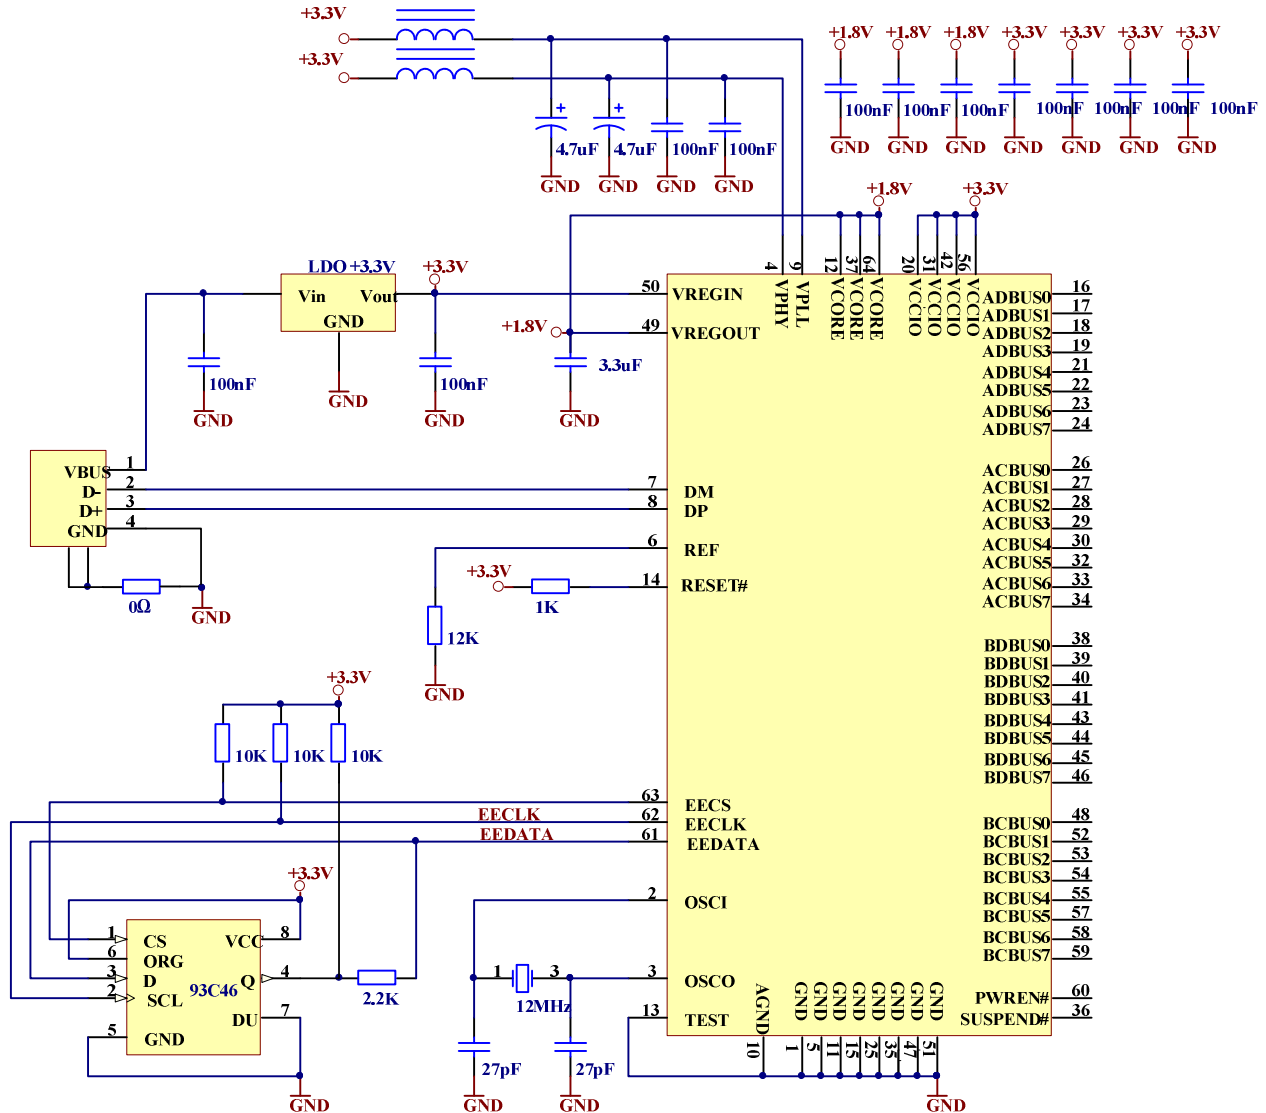 +3.3V
+3.3V
4.7uF 4.7uF 100nF 100nF
GND GND GND GND
+1.8V +1.8V +1.8V +3.3V +3.3V +3.3V +3.3V
100nF 100nF 100nF 100nF 100nF 100nF 100nF
GND GND GND GND GND GND GND
+1.8V +3.3V
LDO +3.3V
Vin Vout
GND
+3.3V
100nF
GND
GND
100nF
GND
+1.8V
3.3uF
GND
VBUS 1
D- 2
D+ 3
GND 4
0Ω
GND
+3.3V
1K
12K
GND
+3.3V
10K 10K 10K
EECLK
EEDATA
+3.3V
1 CS
6 ORG
3 D
2 SCL
5 GND
93C46
VCC 8
Q 4
DU 7
2.2K
GND
1 3
12MHz
27pF 27pF
GND GND
50 VREGIN
49 VREGOUT
7 DM
8 DP
6 REF
14 RESET#
63 EECS
62 EECLK
61 EEDATA
2 OSCI
3 OSCO
13 TEST
4 VPHY
9 VPLL
12 VCORE
37 VCORE
64 VCORE
20 VCCIO
31 VCCIO
42 VCCIO
56 VCCIO
ADBUS0 16
ADBUS1 17
ADBUS2 18
ADBUS3 19
ADBUS4 21
ADBUS5 22
ADBUS6 23
ADBUS7 24
ACBUS0 26
ACBUS1 27
ACBUS2 28
ACBUS3 29
ACBUS4 30
ACBUS5 32
ACBUS6 33
ACBUS7 34
BDBUS0 38
BDBUS1 39
BDBUS2 40
BDBUS3 41
BDBUS4 43
BDBUS5 44
BDBUS6 45
BDBUS7 46
BCBUS0 48
BCBUS1 52
BCBUS2 53
BCBUS3 54
BCBUS4 55
BCBUS5 57
BCBUS6 58
BCBUS7 59
PWREN# 60
SUSPEND# 36
AGND 10
GND 1
GND 5
GND 11
GND 15
GND 25
GND 35
GND 47
GND 51
GND